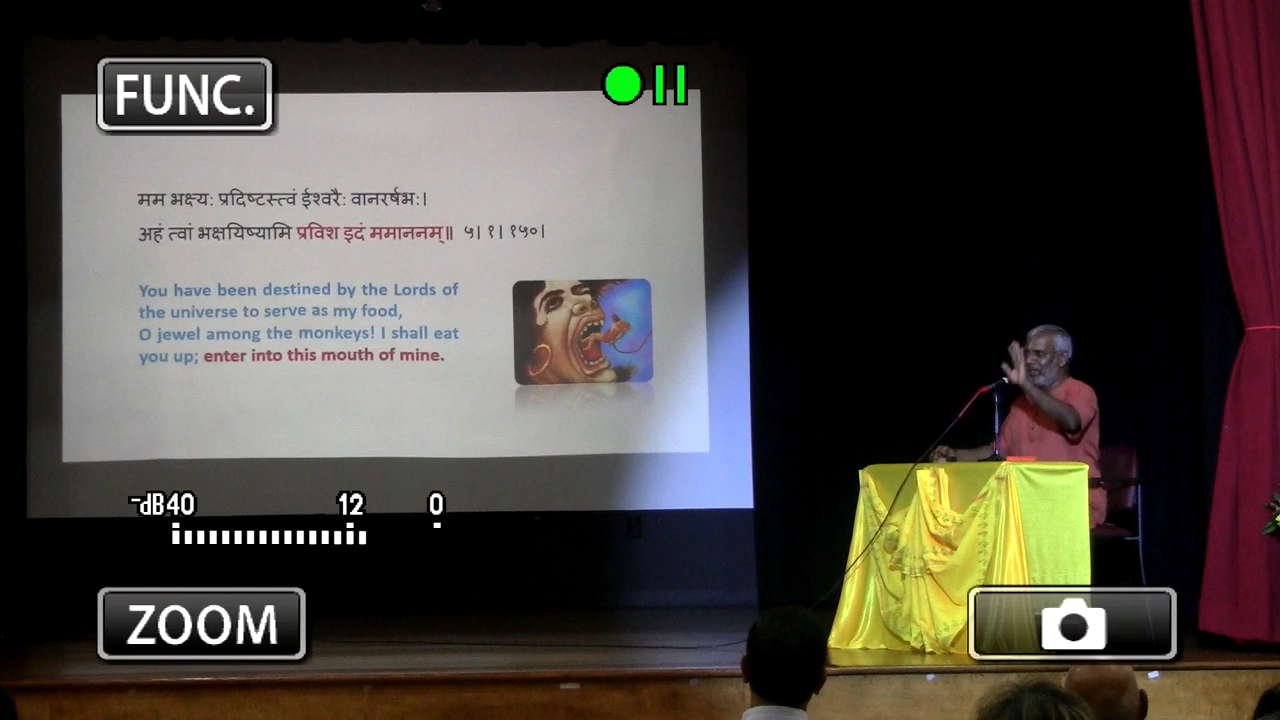 FUNC.
मम भक्ष्य: प्रदिष्टस्त्वं ईश्वरै: वानरर्षभ:।
अहं त्वां भक्षयिष्यामि प्रविश इदं ममाननम्॥ ५। १। १५०।
You have been destined by the Lords of
the universe to serve as my food,
O jewel among the monkeys! I shall eat
you up; enter into this mouth of mine.
-dB40 12 0
ZOOM